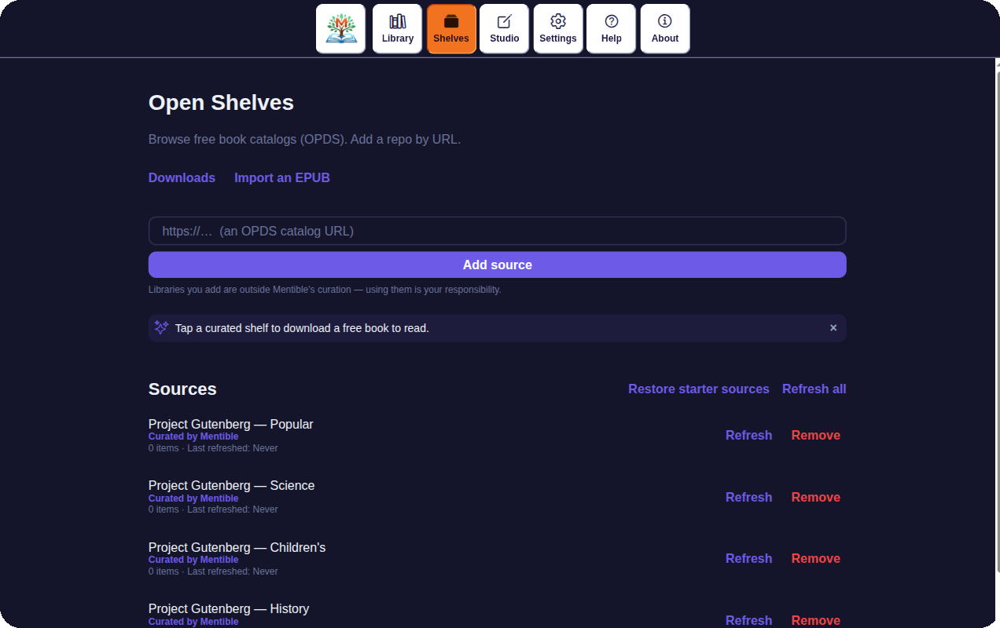 Library
Shelves
Studio
Settings
Help
About
Open Shelves
Browse free book catalogs (OPDS). Add a repo by URL.
Downloads Import an EPUB
https://… (an OPDS catalog URL)
Add source
Libraries you add are outside Mentible's curation — using them is your responsibility.
Tap a curated shelf to download a free book to read. ×
Sources Restore starter sources Refresh all
Project Gutenberg — Popular
Curated by Mentible
0 items · Last refreshed: Never
Refresh Remove
Project Gutenberg — Science
Curated by Mentible
0 items · Last refreshed: Never
Refresh Remove
Project Gutenberg — Children's
Curated by Mentible
0 items · Last refreshed: Never
Refresh Remove
Project Gutenberg — History
Curated by Mentible
Refresh Remove